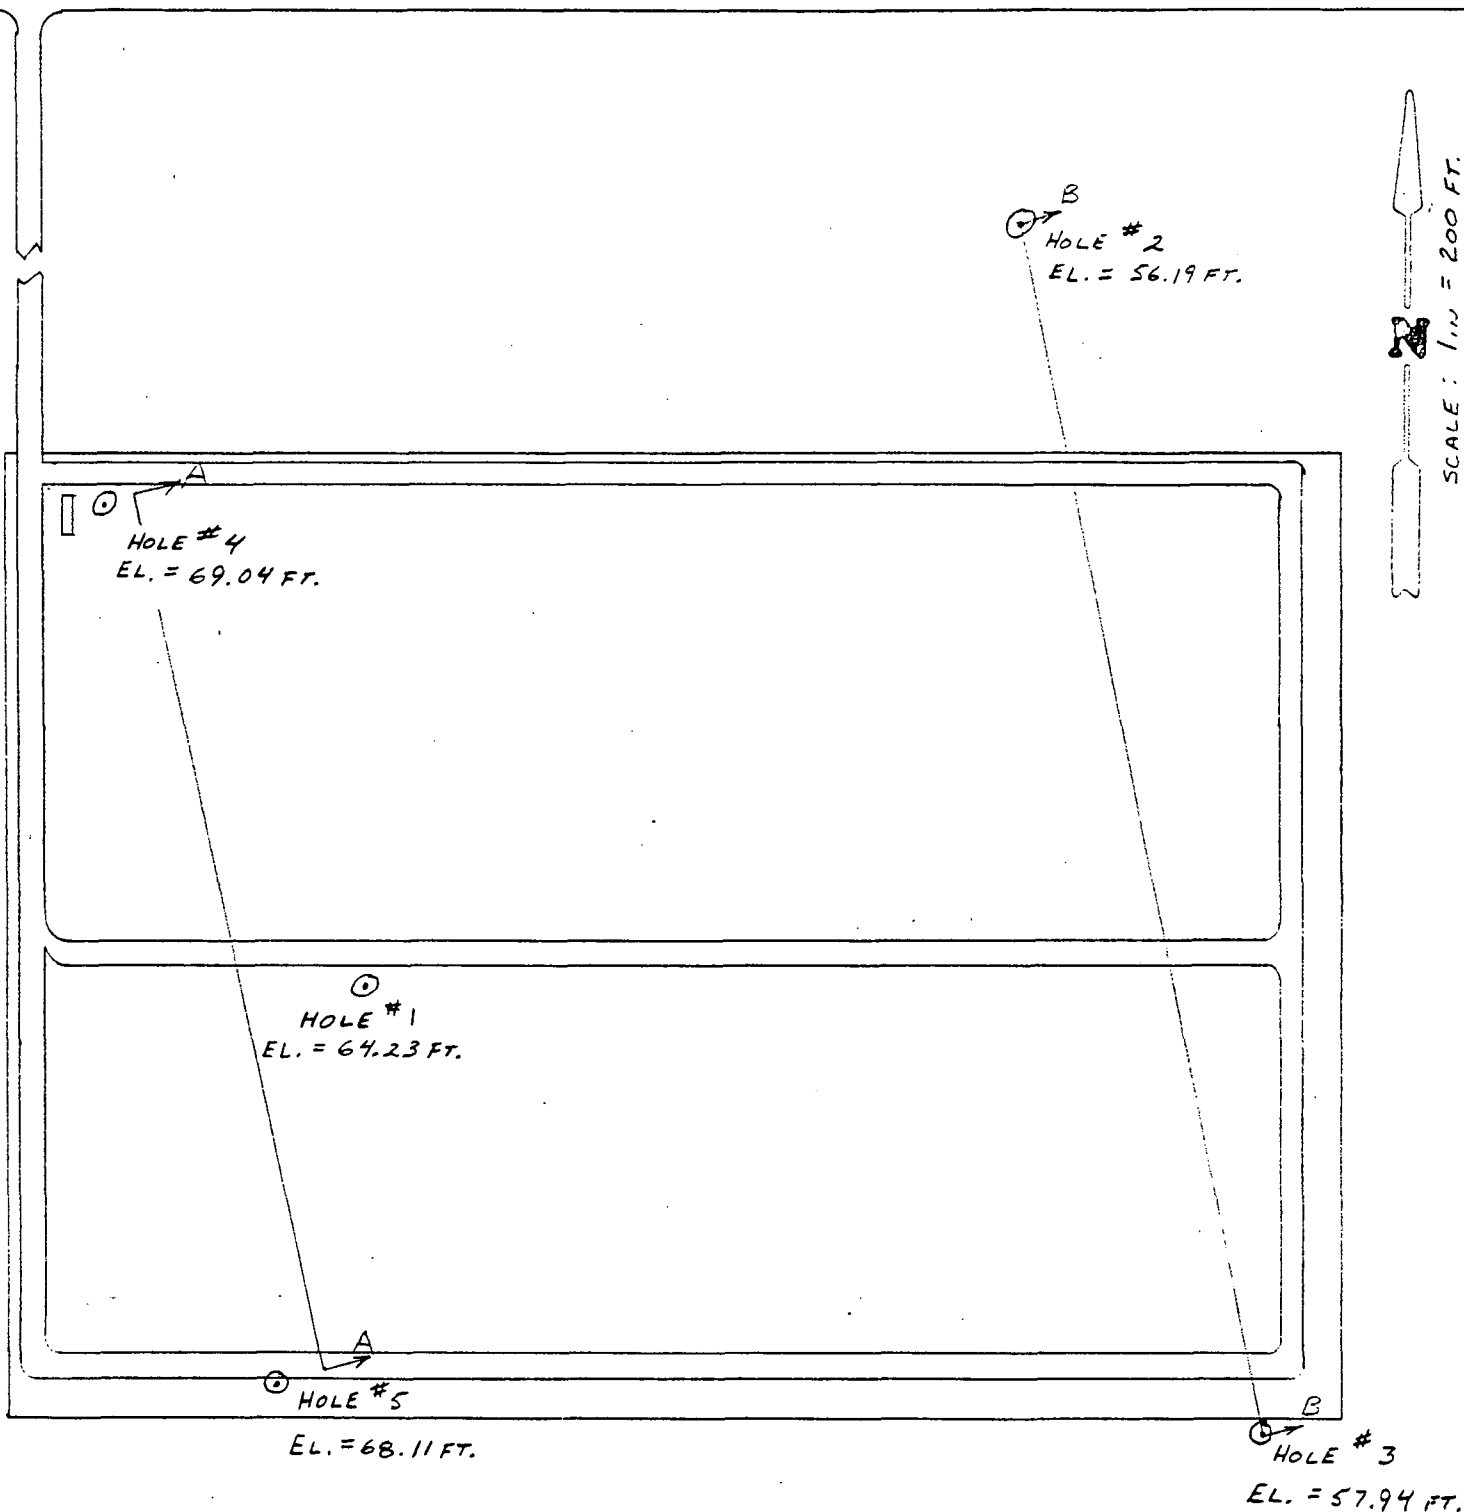 B
HOLE #2
EL. = 56.19 FT.
N
SCALE: 1 IN = 200 FT.
A
HOLE #4
EL. = 69.04 FT.
HOLE #1
EL. = 64.23 FT.
A
HOLE #5
EL. = 68.11 FT.
B
HOLE #3
EL. = 57.94 FT.